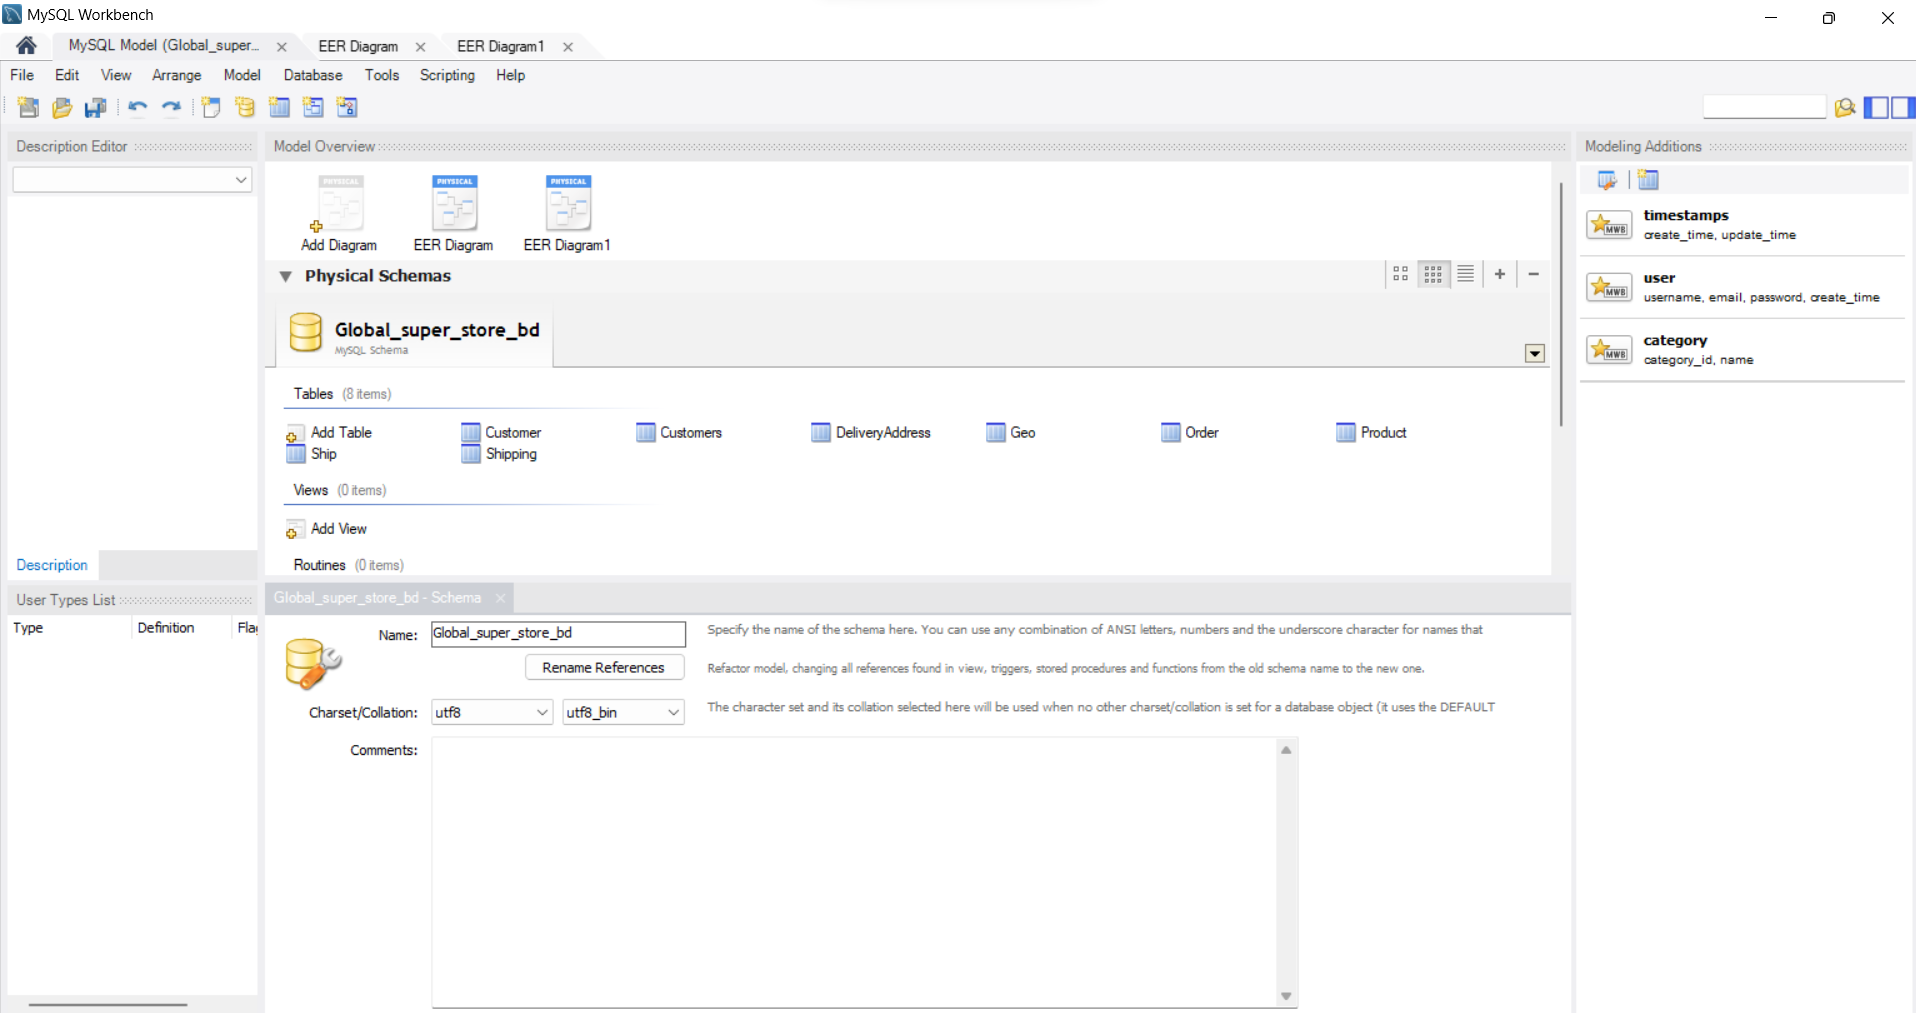 MySQL Workbench
MySQL Model (Global_super...
EER Diagram
EER Diagram1
File Edit View Arrange Model Database Tools Scripting Help
Description Editor
Model Overview
Modeling Additions
PHYSICAL
PHYSICAL
PHYSICAL
Add Diagram
EER Diagram
EER Diagram1
Physical Schemas
Global_super_store_bd
MySQL Schema
Tables (8 items)
Add Table
Customer
Customers
DeliveryAddress
Geo
Order
Product
Ship
Shipping
Views (0 items)
Add View
Routines (0 items)
MWB
timestamps
create_time, update_time
MWB
user
username, email, password, create_time
MWB
category
category_id, name
Description
User Types List
Type Definition Flag
Global_super_store_bd - Schema
Name: Global_super_store_bd
Specify the name of the schema here. You can use any combination of ANSI letters, numbers and the underscore character for names that
Rename References
Refactor model, changing all references found in view, triggers, stored procedures and functions from the old schema name to the new one.
Charset/Collation: utf8 utf8_bin
The character set and its collation selected here will be used when no other charset/collation is set for a database object (it uses the DEFAULT
Comments: